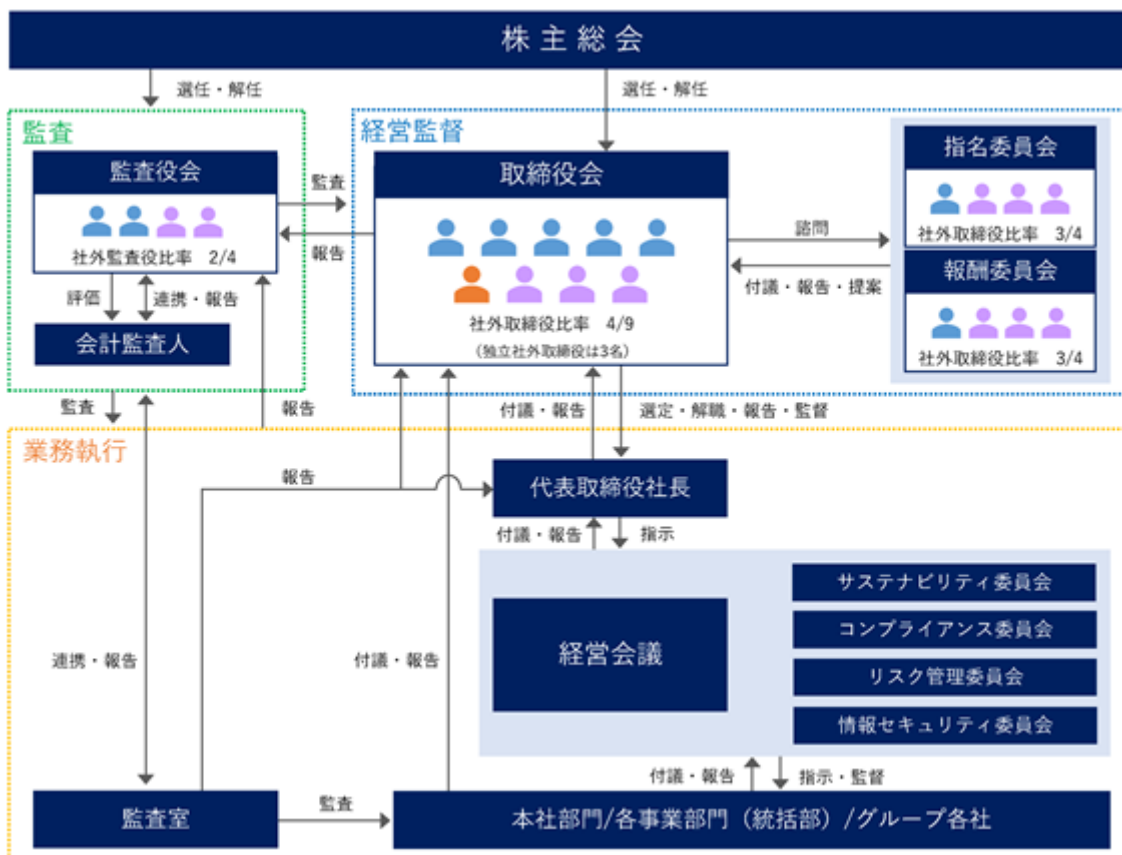 株主総会
選任・解任
選任・解任
監査
経営監督
監査役会
社外監査役比率 2/4
監査
報告
評価
連携・報告
会計監査人
取締役会
社外取締役比率 4/9
(独立社外取締役は3名)
諮問
付議・報告・提案
指名委員会
社外取締役比率 3/4
報酬委員会
社外取締役比率 3/4
監査
報告
付議・報告
選定・解職・報告・監督
業務執行
報告
代表取締役社長
付議・報告
指示
経営会議
サステナビリティ委員会
コンプライアンス委員会
リスク管理委員会
情報セキュリティ委員会
連携・報告
付議・報告
付議・報告
指示・監督
監査室
監査
本社部門/各事業部門(統括部)/グループ各社